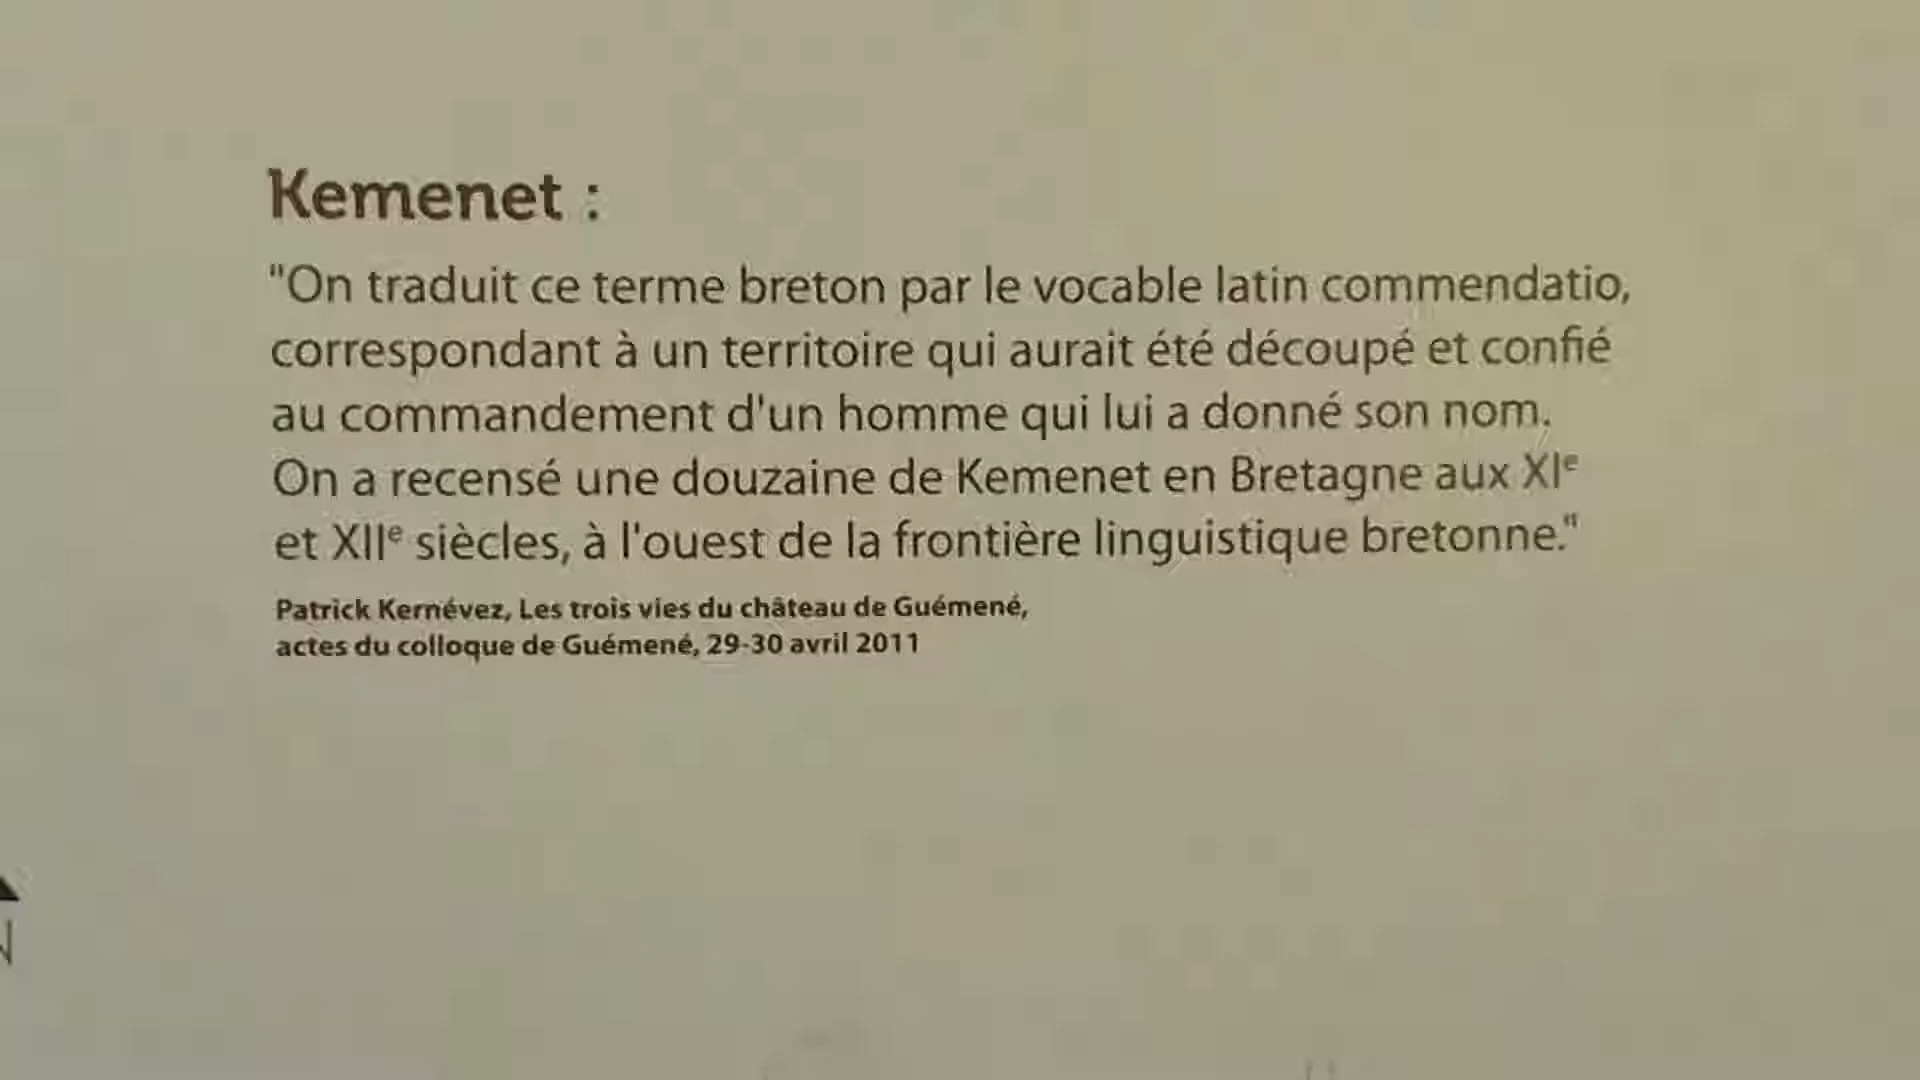 Kemenet :
"On traduit ce terme breton par le vocable latin commendatio,
correspondant à un territoire qui aurait été découpé et confié
au commandement d'un homme qui lui a donné son nom.
On a recensé une douzaine de Kemenet en Bretagne aux XIe
et XIIe siècles, à l'ouest de la frontière linguistique bretonne."
Patrick Kernévez, Les trois vies du château de Guémené,
actes du colloque de Guémené, 29-30 avril 2011
N